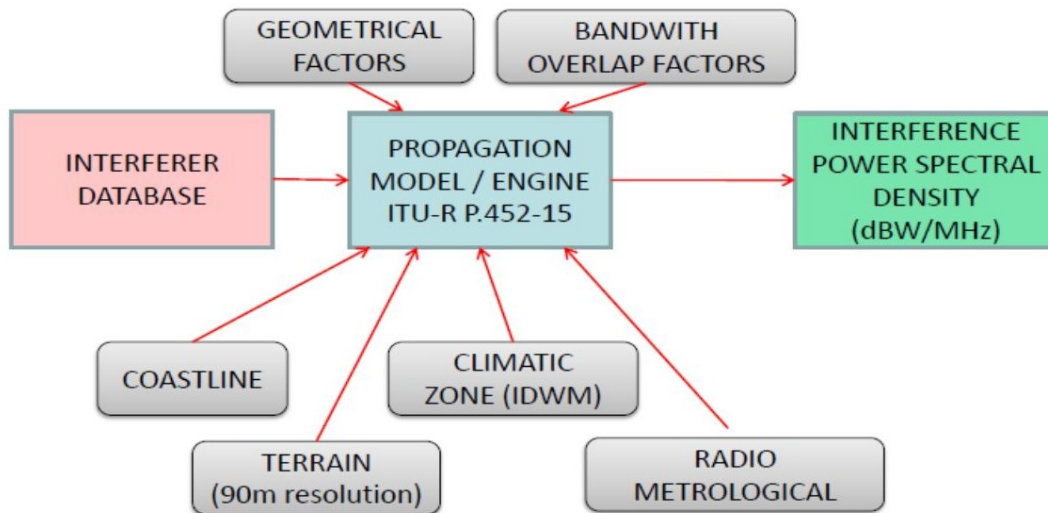 GEOMETRICAL
FACTORS
BANDWITH
OVERLAP FACTORS
INTERFERER
DATABASE
PROPAGATION
MODEL / ENGINE
ITU-R P.452-15
INTERFERENCE
POWER SPECTRAL
DENSITY
(dBW/MHz)
COASTLINE
CLIMATIC
ZONE (IDWM)
TERRAIN
(90m resolution)
RADIO
METROLOGICAL